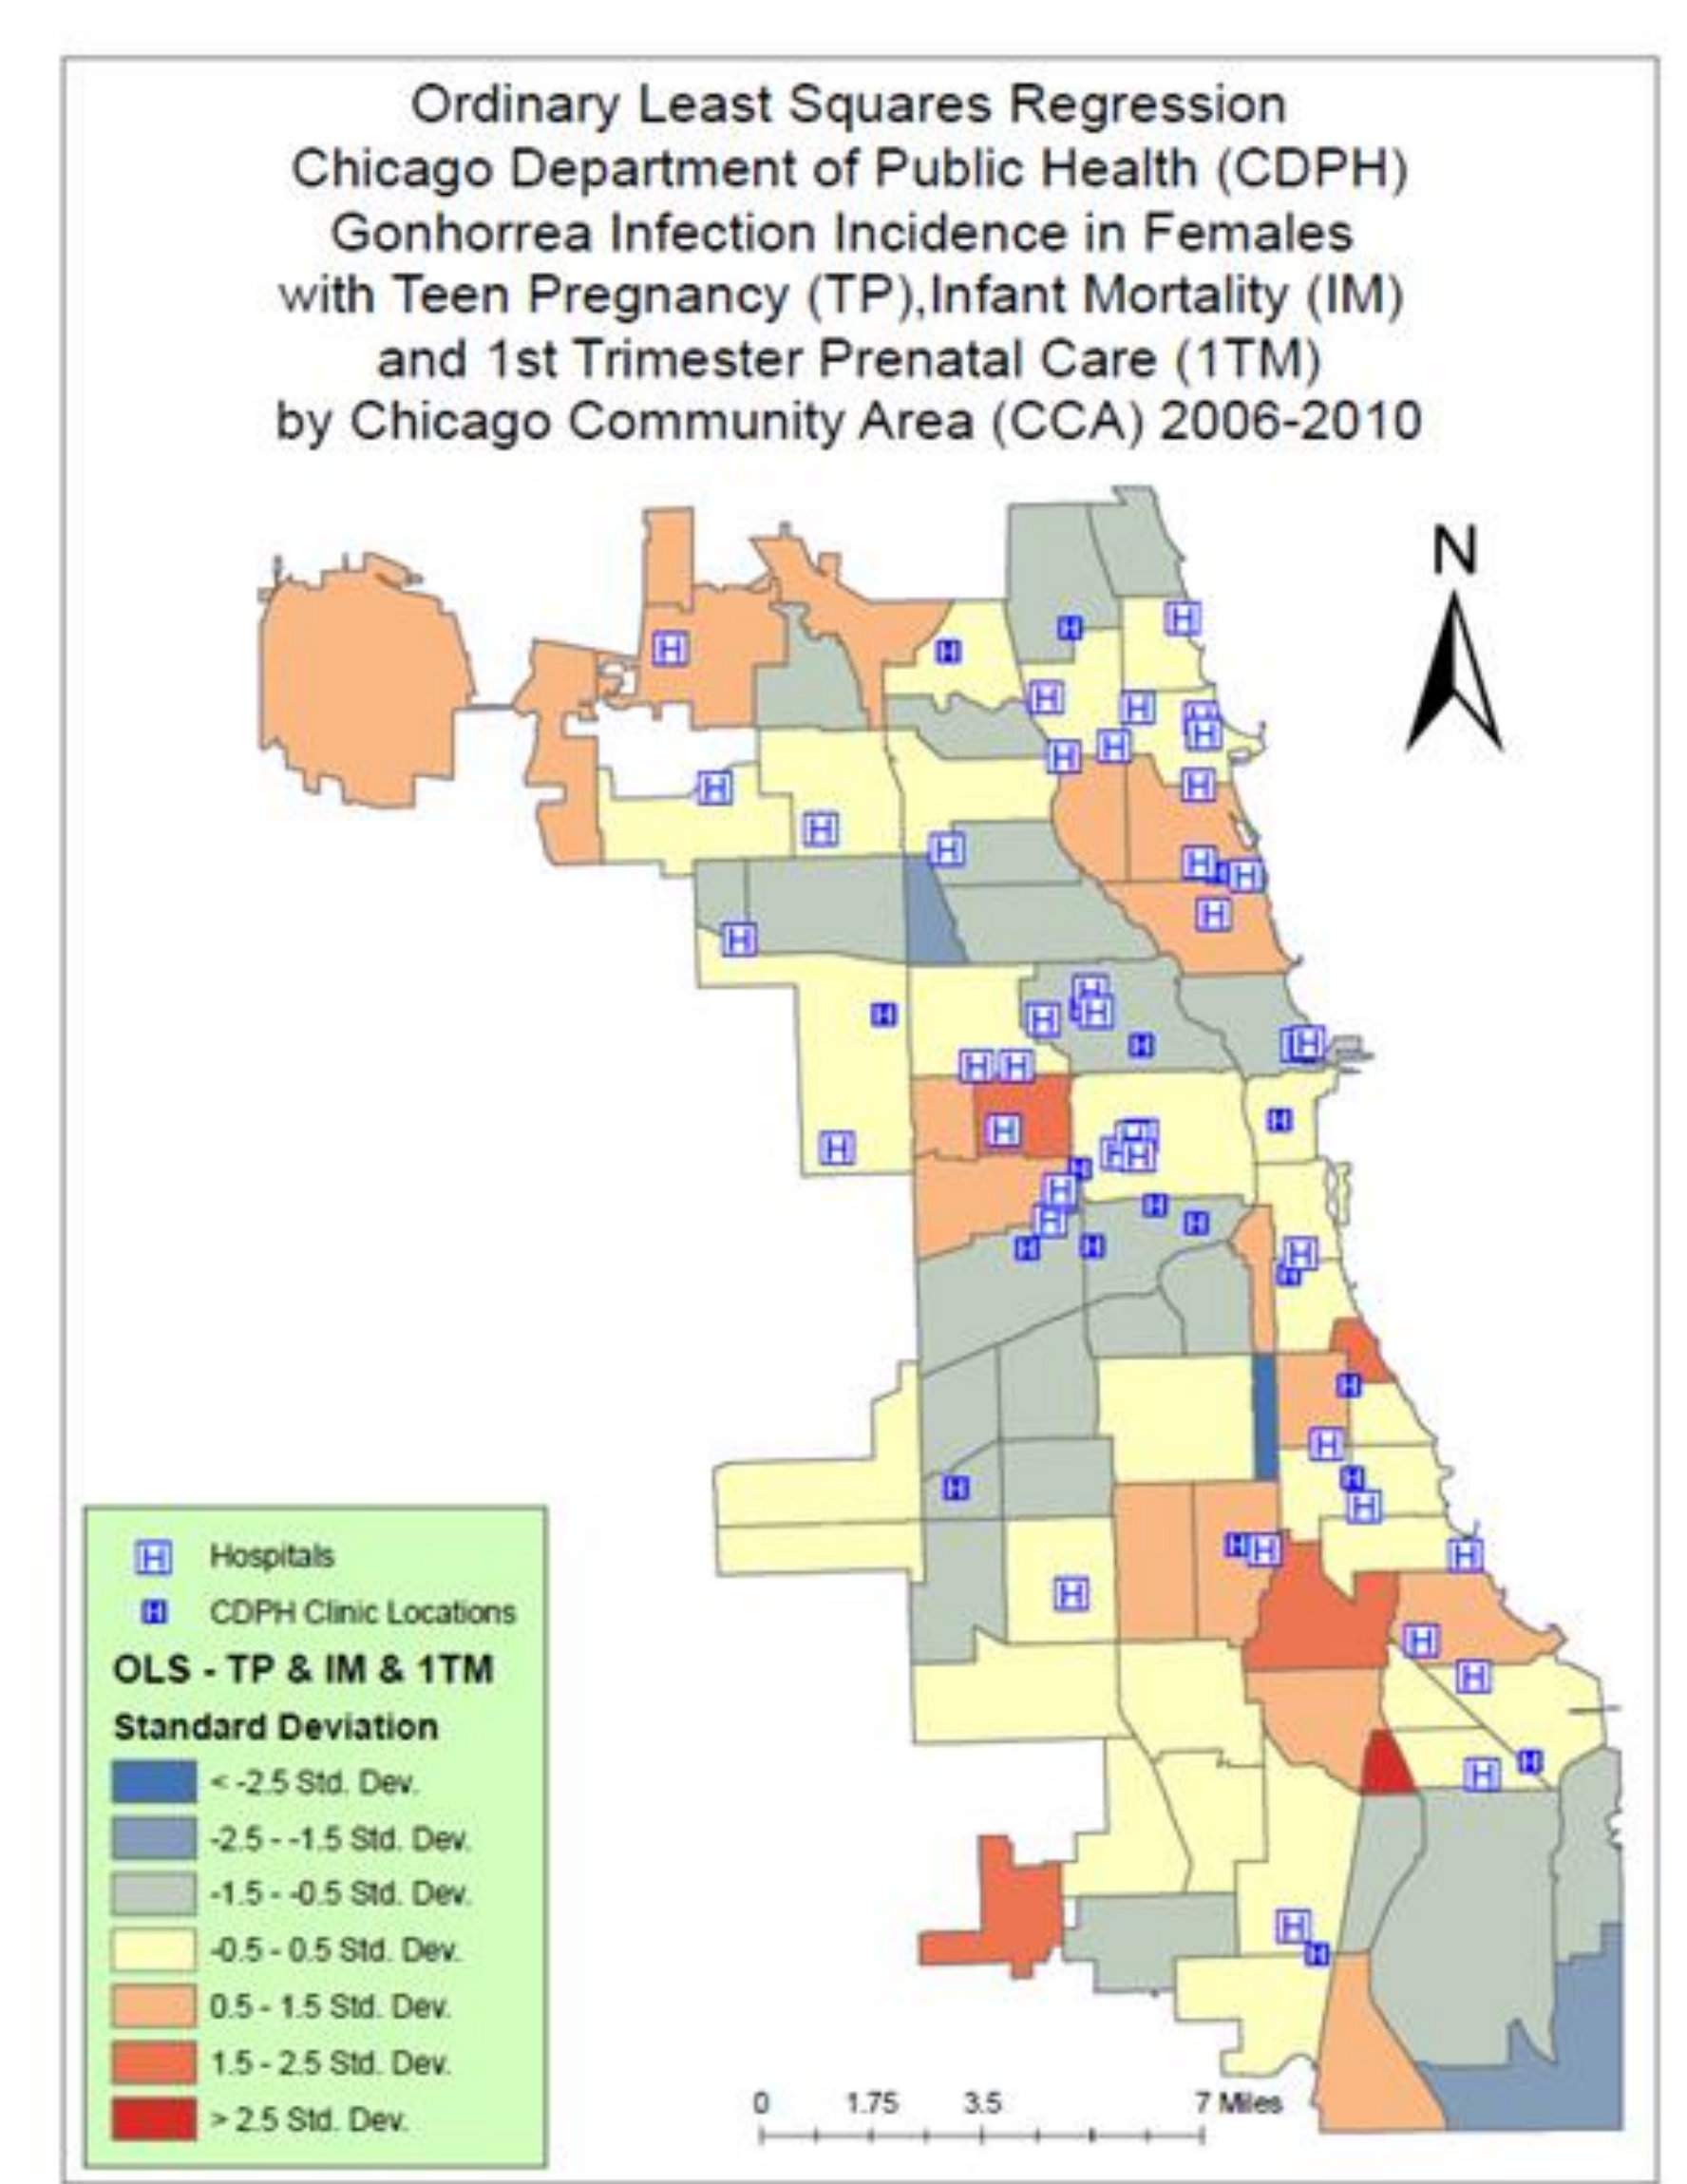 Ordinary Least Squares Regression
Chicago Department of Public Health (CDPH)
Gonhorrea Infection Incidence in Females
with Teen Pregnancy (TP),Infant Mortality (IM)
and 1st Trimester Prenatal Care (1TM)
by Chicago Community Area (CCA) 2006-2010
N
H Hospitals
H CDPH Clinic Locations
OLS - TP & IM & 1TM
Standard Deviation
< -2.5 Std. Dev.
-2.5 - -1.5 Std. Dev.
-1.5 - -0.5 Std. Dev.
-0.5 - 0.5 Std. Dev.
0.5 - 1.5 Std. Dev.
1.5 - 2.5 Std. Dev.
> 2.5 Std. Dev.
0 1.75 3.5 7 Miles